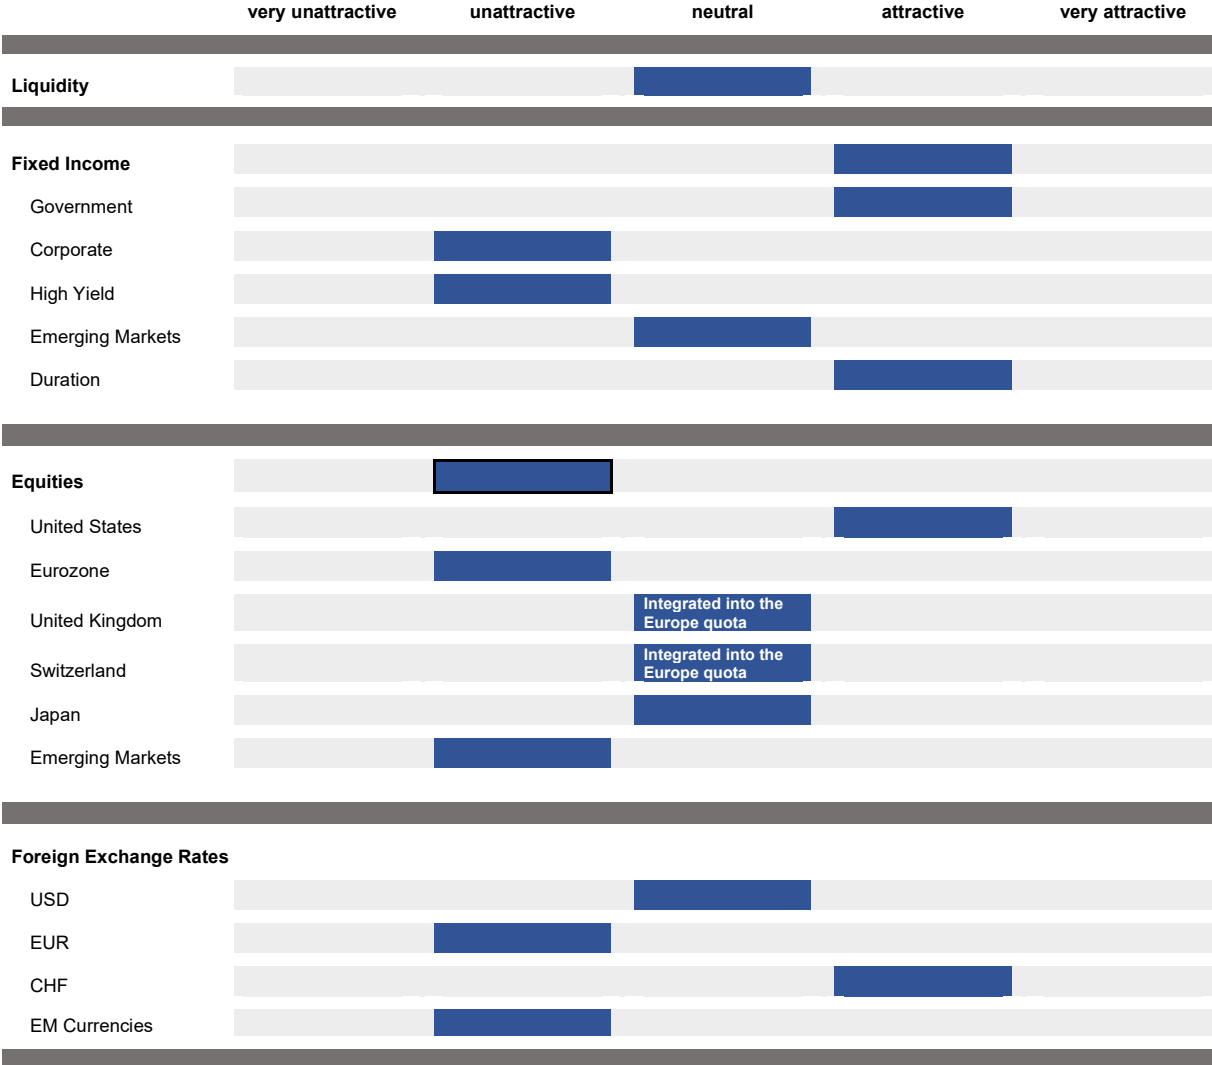 very unattractive unattractive neutral attractive very attractive
Liquidity
Fixed Income
Government
Corporate
High Yield
Emerging Markets
Duration
Equities
United States
Eurozone
United Kingdom
Integrated into the
Europe quota
Switzerland
Integrated into the
Europe quota
Japan
Emerging Markets
Foreign Exchange Rates
USD
EUR
CHF
EM Currencies